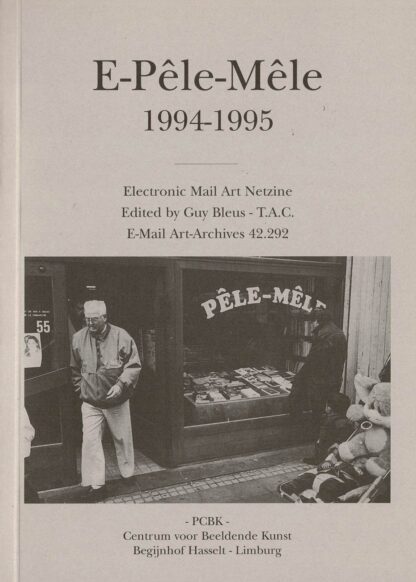 E-Pêle-Mêle
1994-1995
Electronic Mail Art Netzine
Edited by Guy Bleus - T.A.C.
E-Mail Art-Archives 42.292
PÊLE-MÊLE
55
- PCBK -
Centrum voor Beeldende Kunst
Begijnhof Hasselt - Limburg